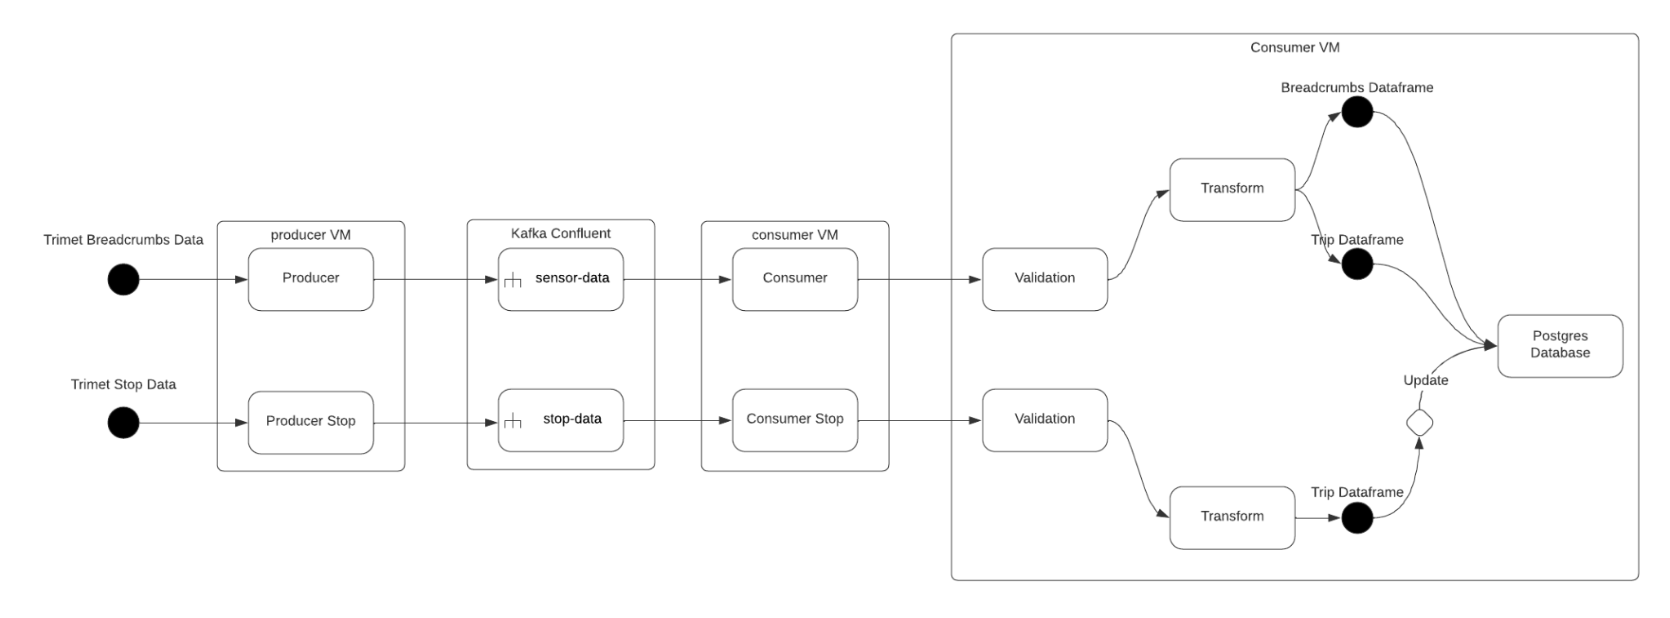 Consumer VM
Breadcrumbs Dataframe
Transform
Trimet Breadcrumbs Data
producer VM
Kafka Confluent
consumer VM
Trip Dataframe
Producer
sensor-data
Consumer
Validation
Postgres
Database
Trimet Stop Data
Update
Producer Stop
stop-data
Consumer Stop
Validation
Trip Dataframe
Transform